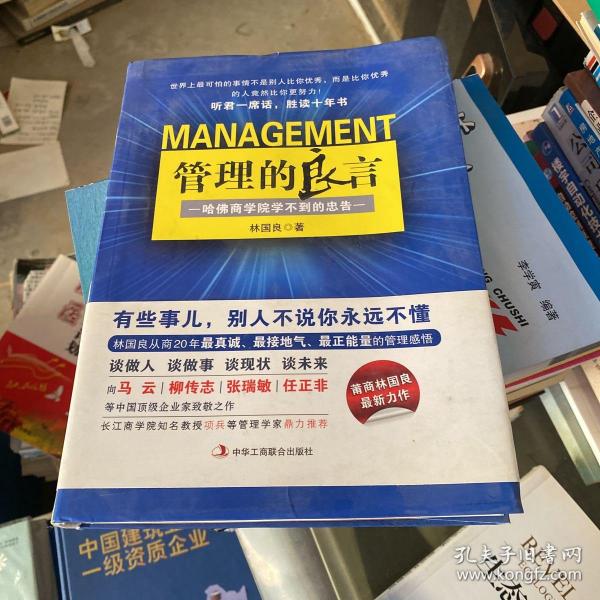 世界上最可怕的事情不是别人比你优秀，而是比你优秀
的人竟然比你更努力！
听君一席话，胜读十年书
MANAGEMENT
管理的良言
—哈佛商学院学不到的忠告—
林国良◎著
有些事儿，别人不说你永远不懂
林国良从商20年最真诚、最接地气、最正能量的管理感悟
谈做人 谈做事 谈现状 谈未来
向马 云|柳传志|张瑞敏|任正非
等中国顶级企业家致敬之作
长江商学院知名教授项兵等管理学家鼎力推荐
莆商林国良
最新力作
中华工商联合出版社
李学寅 编著
CHUSHI
中国建筑
一级资质企业
生态
孔夫子旧书网
www.kongfz.com